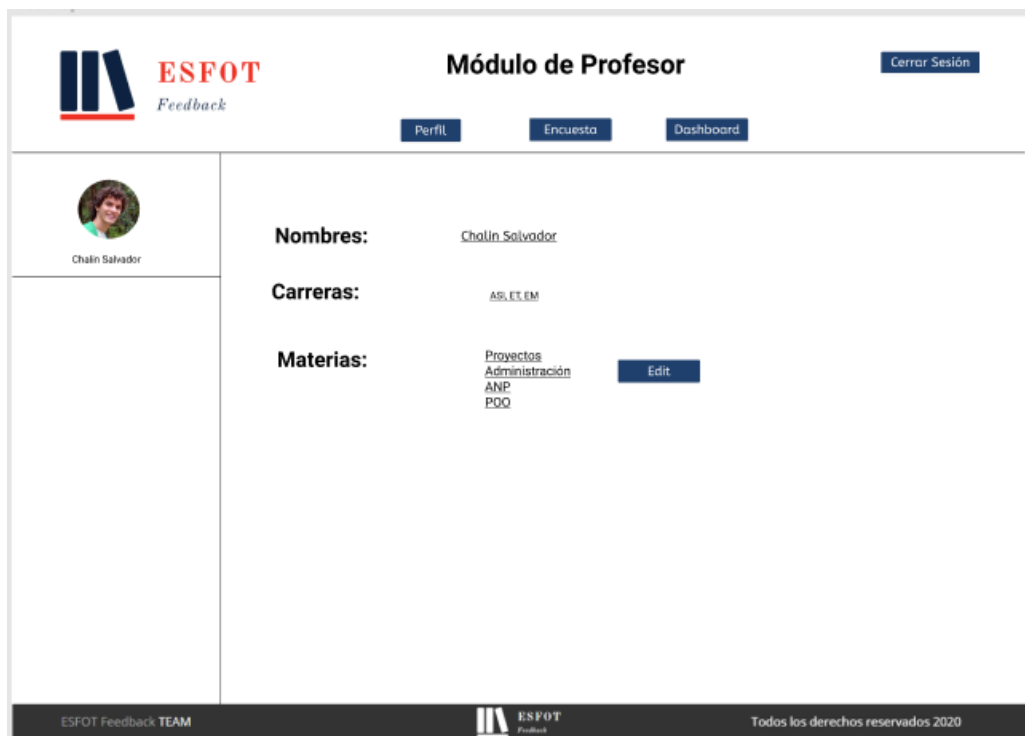 ESFOT
Feedback
Módulo de Profesor
Cerrar Sesión
Perfil
Encuesta
Dashboard
Chalin Salvador
Nombres:
Chalin Salvador
Carreras:
ASI, ET, EM
Materias:
Proyectos
Administración
ANP
POO
Edit
ESFOT Feedback TEAM
ESFOT
Feedback
Todos los derechos reservados 2020